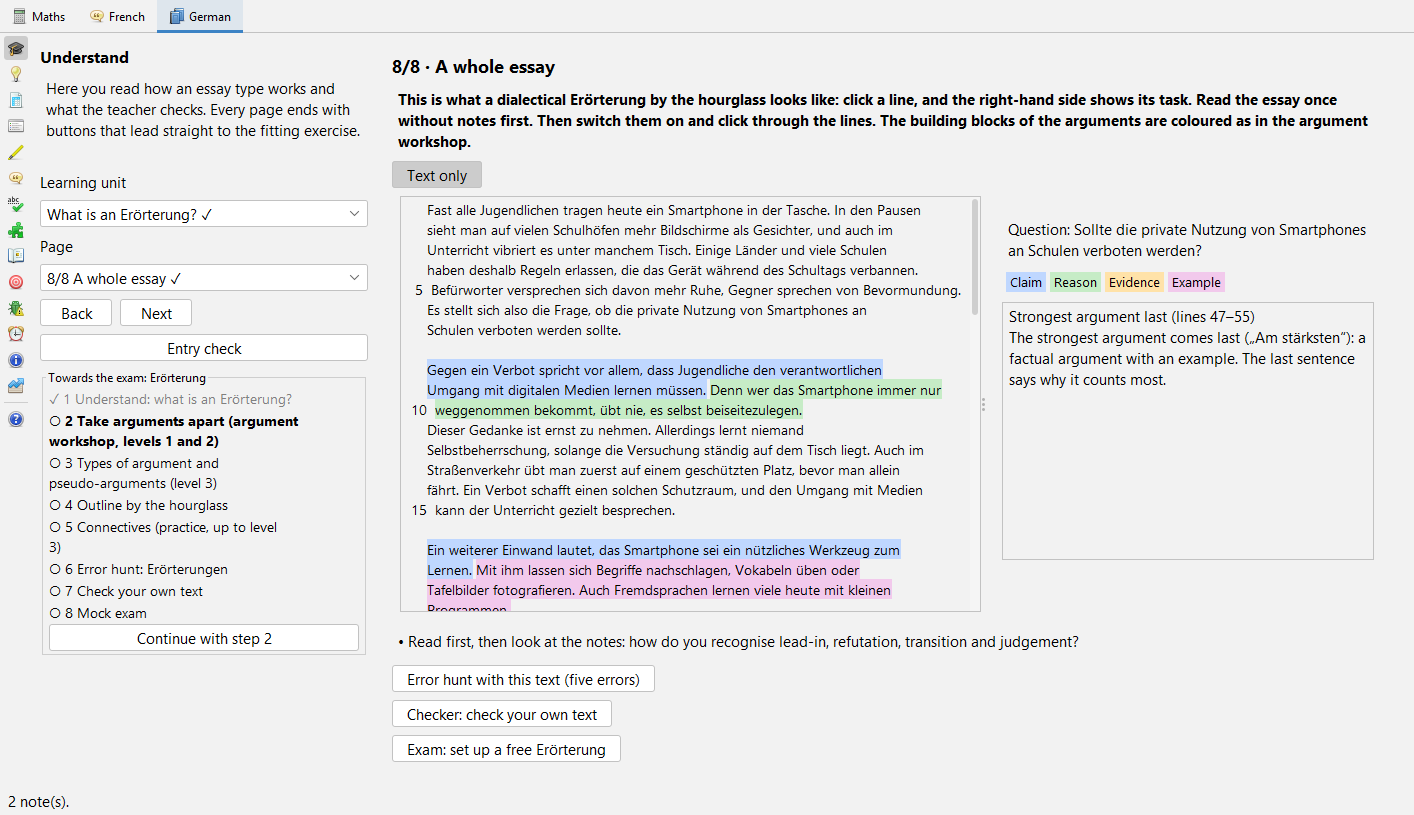 Maths
French
German
Understand
Here you read how an essay type works and
what the teacher checks. Every page ends with
buttons that lead straight to the fitting exercise.
Learning unit
What is an Erörterung? ✓
Page
8/8 A whole essay ✓
Back
Next
Entry check
Towards the exam: Erörterung
✓ 1 Understand: what is an Erörterung?
○ 2 Take arguments apart (argument
workshop, levels 1 and 2)
○ 3 Types of argument and
pseudo-arguments (level 3)
○ 4 Outline by the hourglass
○ 5 Connectives (practice, up to level
3)
○ 6 Error hunt: Erörterungen
○ 7 Check your own text
○ 8 Mock exam
Continue with step 2
8/8 · A whole essay
This is what a dialectical Erörterung by the hourglass looks like: click a line, and the right-hand side shows its task. Read the essay once
without notes first. Then switch them on and click through the lines. The building blocks of the arguments are coloured as in the argument
workshop.
Text only
Fast alle Jugendlichen tragen heute ein Smartphone in der Tasche. In den Pausen
sieht man auf vielen Schulhöfen mehr Bildschirme als Gesichter, und auch im
Unterricht vibriert es unter manchem Tisch. Einige Länder und viele Schulen
haben deshalb Regeln erlassen, die das Gerät während des Schultags verbannen.
5 Befürworter versprechen sich davon mehr Ruhe, Gegner sprechen von Bevormundung.
Es stellt sich also die Frage, ob die private Nutzung von Smartphones an
Schulen verboten werden sollte.
Gegen ein Verbot spricht vor allem, dass Jugendliche den verantwortlichen
Umgang mit digitalen Medien lernen müssen. Denn wer das Smartphone immer nur
10 weggenommen bekommt, übt nie, es selbst beiseitezulegen.
Dieser Gedanke ist ernst zu nehmen. Allerdings lernt niemand
Selbstbeherrschung, solange die Versuchung ständig auf dem Tisch liegt. Auch im
Straßenverkehr übt man zuerst auf einem geschützten Platz, bevor man allein
fährt. Ein Verbot schafft einen solchen Schutzraum, und den Umgang mit Medien
15 kann der Unterricht gezielt besprechen.
Ein weiterer Einwand lautet, das Smartphone sei ein nützliches Werkzeug zum
Lernen. Mit ihm lassen sich Begriffe nachschlagen, Vokabeln üben oder
Tafelbilder fotografieren. Auch Fremdsprachen lernen viele heute mit kleinen
Programmen.
Question: Sollte die private Nutzung von Smartphones
an Schulen verboten werden?
Claim Reason Evidence Example
Strongest argument last (lines 47–55)
The strongest argument comes last („Am stärksten“): a
factual argument with an example. The last sentence
says why it counts most.
• Read first, then look at the notes: how do you recognise lead-in, refutation, transition and judgement?
Error hunt with this text (five errors)
Checker: check your own text
Exam: set up a free Erörterung
2 note(s).